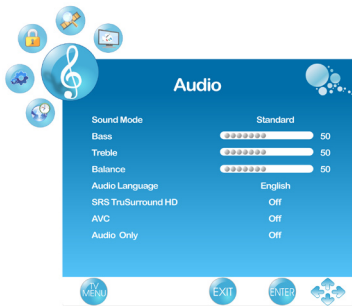 Audio
Sound Mode Standard
Bass 50
Treble 50
Balance 50
Audio Language English
SRS TruSurround HD Off
AVC Off
Audio Only Off
TV
MENU EXIT ENTER